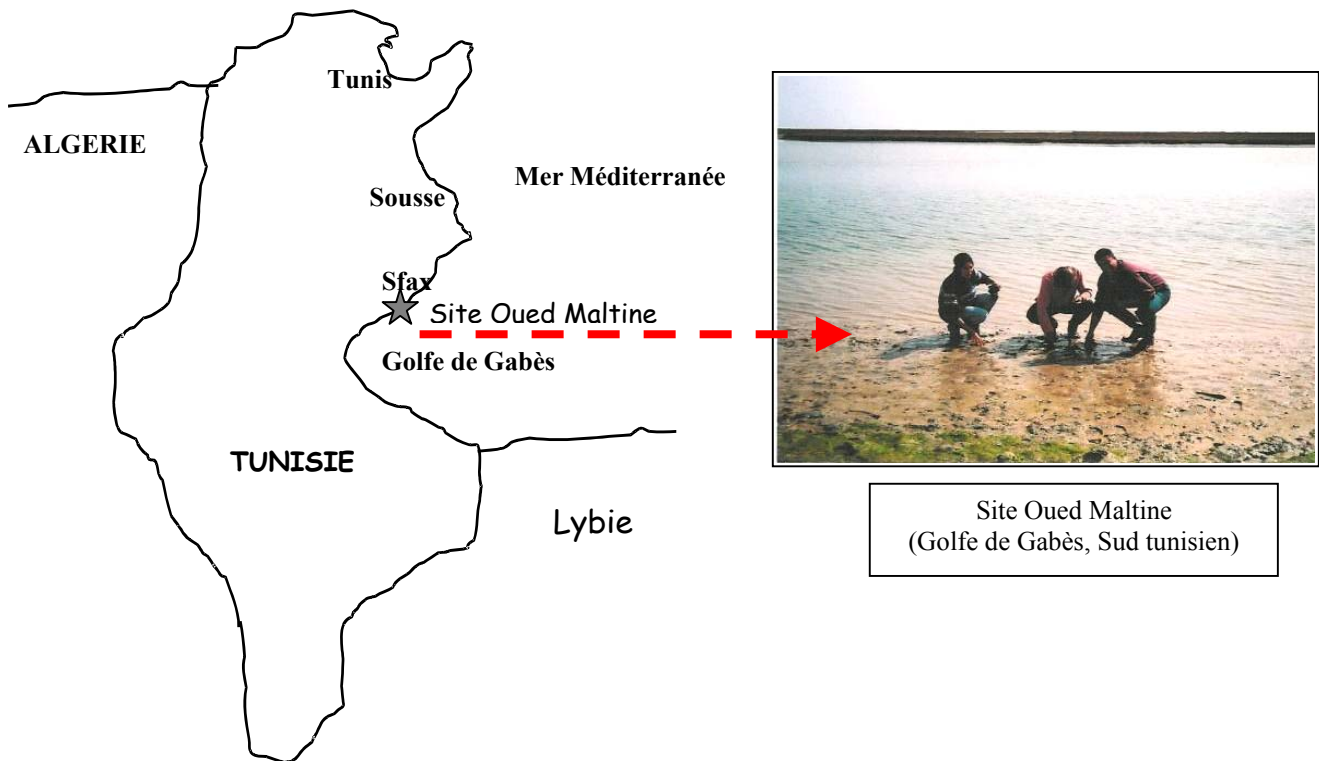 Tunis
ALGERIE
Mer Méditerranée
Sousse
Sfax
Site Oued Maltine
Golfe de Gabès
TUNISIE
Lybie
Site Oued Maltine
(Golfe de Gabès, Sud tunisien)